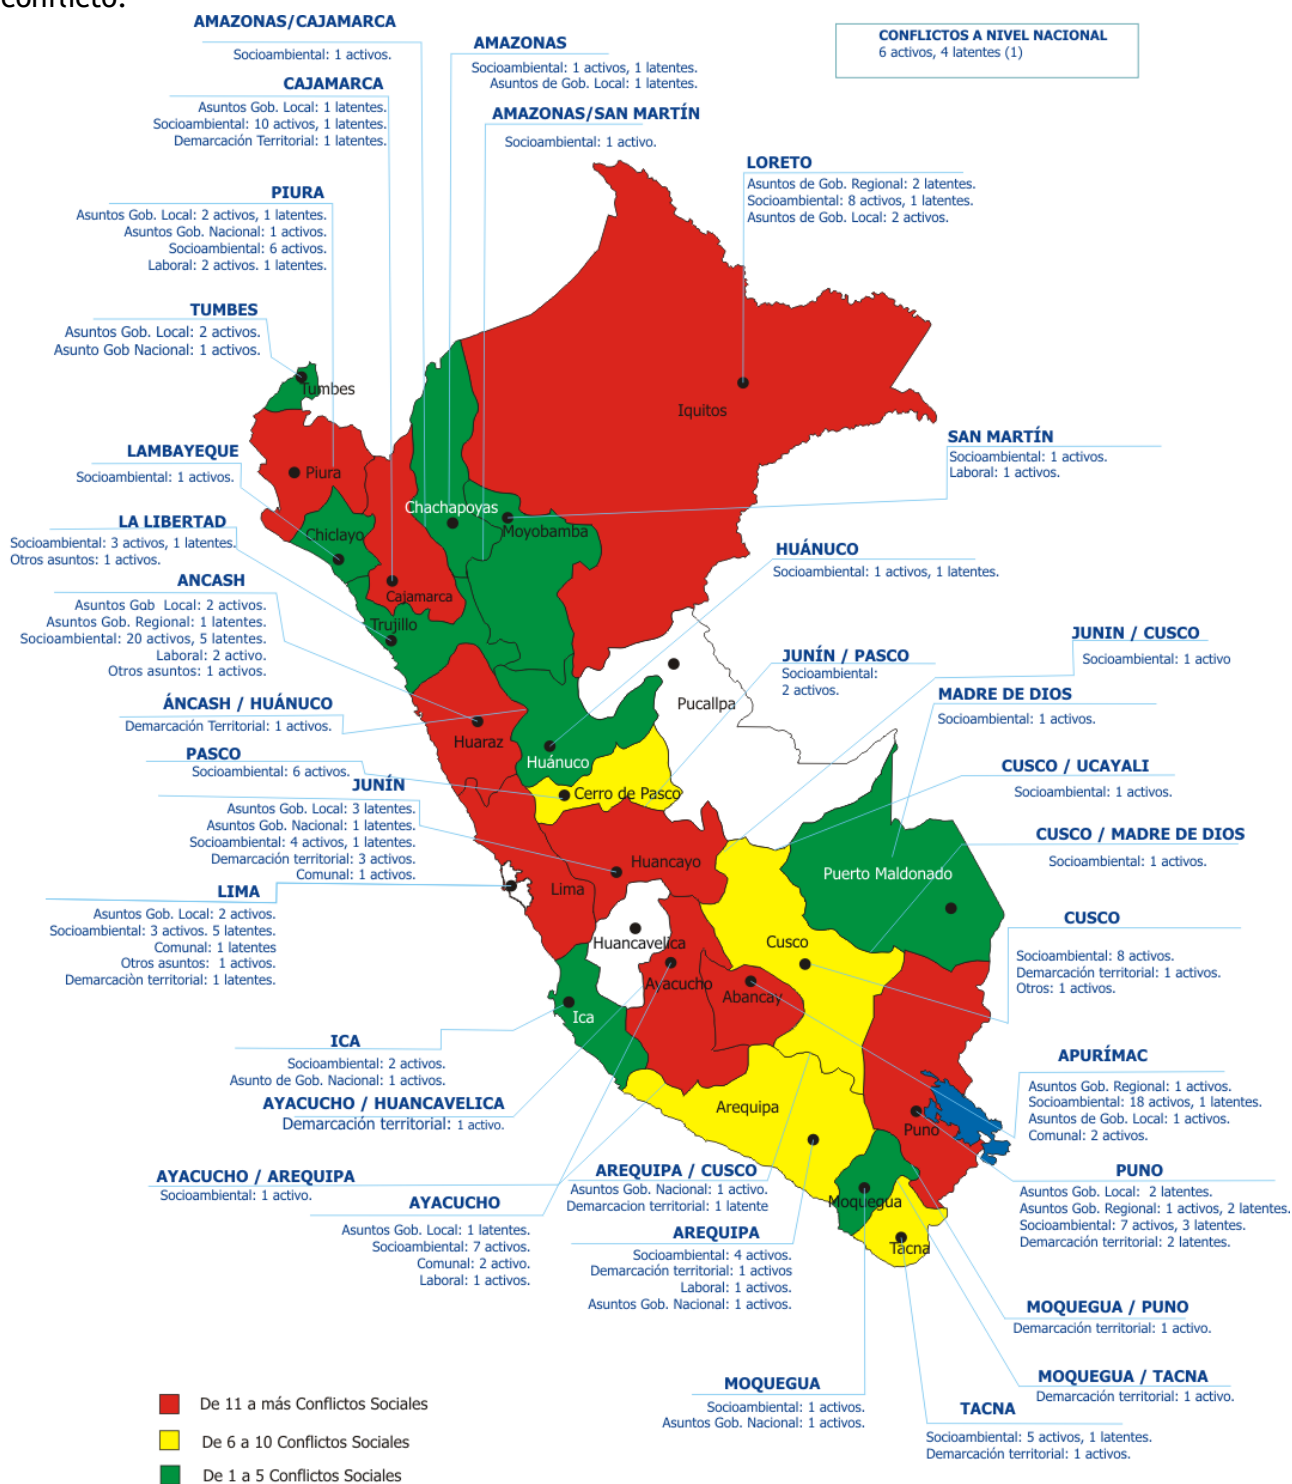 conflicto.
AMAZONAS/CAJAMARCA
Socioambiental: 1 activos.
CAJAMARCA
Asuntos Gob. Local: 1 latentes.
Socioambiental: 10 activos, 1 latentes.
Demarcación Territorial: 1 latentes.
AMAZONAS
Socioambiental: 1 activos, 1 latentes.
Asuntos de Gob. Local: 1 latentes.
AMAZONAS/SAN MARTÍN
Socioambiental: 1 activo.
CONFLICTOS A NIVEL NACIONAL
6 activos, 4 latentes (1)
LORETO
Asuntos de Gob. Regional: 2 latentes.
Socioambiental: 8 activos, 1 latentes.
Asuntos de Gob. Local: 2 activos.
PIURA
Asuntos Gob. Local: 2 activos, 1 latentes.
Asuntos Gob. Nacional: 1 activos.
Socioambiental: 6 activos.
Laboral: 2 activos. 1 latentes.
TUMBES
Asuntos Gob. Local: 2 activos.
Asunto Gob Nacional: 1 activos.
Tumbes
Iquitos
LAMBAYEQUE
Socioambiental: 1 activos.
Piura
SAN MARTÍN
Socioambiental: 1 activos.
Laboral: 1 activos.
Chachapoyas
Moyobamba
Chiclayo
LA LIBERTAD
Socioambiental: 3 activos, 1 latentes.
Otros asuntos: 1 activos.
HUÁNUCO
Socioambiental: 1 activos, 1 latentes.
ANCASH
Asuntos Gob Local: 2 activos.
Asuntos Gob. Regional: 1 latentes.
Socioambiental: 20 activos, 5 latentes.
Laboral: 2 activo.
Otros asuntos: 1 activos.
Cajamarca
Trujillo
JUNIN / CUSCO
Socioambiental: 1 activo
JUNÍN / PASCO
Socioambiental:
2 activos.
MADRE DE DIOS
Socioambiental: 1 activos.
Pucallpa
ÁNCASH / HUÁNUCO
Demarcación Territorial: 1 activos.
Huaraz
Huánuco
PASCO
Socioambiental: 6 activos.
CUSCO / UCAYALI
Socioambiental: 1 activos.
JUNÍN
Asuntos Gob. Local: 3 latentes.
Asuntos Gob. Nacional: 1 latentes.
Socioambiental: 4 activos, 1 latentes.
Demarcación territorial: 3 activos.
Comunal: 1 activos.
Cerro de Pasco
CUSCO / MADRE DE DIOS
Socioambiental: 1 activos.
Huancayo
Puerto Maldonado
Lima
LIMA
Asuntos Gob. Local: 2 activos.
Socioambiental: 3 activos. 5 latentes.
Comunal: 1 latentes
Otros asuntos: 1 activos.
Demarcaciòn territorial: 1 latentes.
CUSCO
Socioambiental: 8 activos.
Demarcación territorial: 1 activos.
Otros: 1 activos.
Huancavelica
Cusco
Ayacucho
Abancay
Ica
ICA
Socioambiental: 2 activos.
Asunto de Gob. Nacional: 1 activos.
APURÍMAC
Asuntos Gob. Regional: 1 activos.
Socioambiental: 18 activos, 1 latentes.
Asuntos de Gob. Local: 1 activos.
Comunal: 2 activos.
AYACUCHO / HUANCAVELICA
Demarcación territorial: 1 activo.
Arequipa
Puno
AYACUCHO / AREQUIPA
Socioambiental: 1 activo.
AREQUIPA / CUSCO
Asuntos Gob. Nacional: 1 activo.
Demarcacion territorial: 1 latente
PUNO
Asuntos Gob. Local: 2 latentes.
Asuntos Gob. Regional: 1 activos, 2 latentes.
Socioambiental: 7 activos, 3 latentes.
Demarcación territorial: 2 latentes.
Moquegua
AYACUCHO
Asuntos Gob. Local: 1 latentes.
Socioambiental: 7 activos.
Comunal: 2 activo.
Laboral: 1 activos.
AREQUIPA
Socioambiental: 4 activos.
Demarcación territorial: 1 activos
Laboral: 1 activos.
Asuntos Gob. Nacional: 1 activos.
Tacna
MOQUEGUA / PUNO
Demarcación territorial: 1 activo.
MOQUEGUA / TACNA
Demarcación territorial: 1 activo.
MOQUEGUA
Socioambiental: 1 activos.
Asuntos Gob. Nacional: 1 activos.
TACNA
Socioambiental: 5 activos, 1 latentes.
Demarcación territorial: 1 activos.
De 11 a más Conflictos Sociales
De 6 a 10 Conflictos Sociales
De 1 a 5 Conflictos Sociales